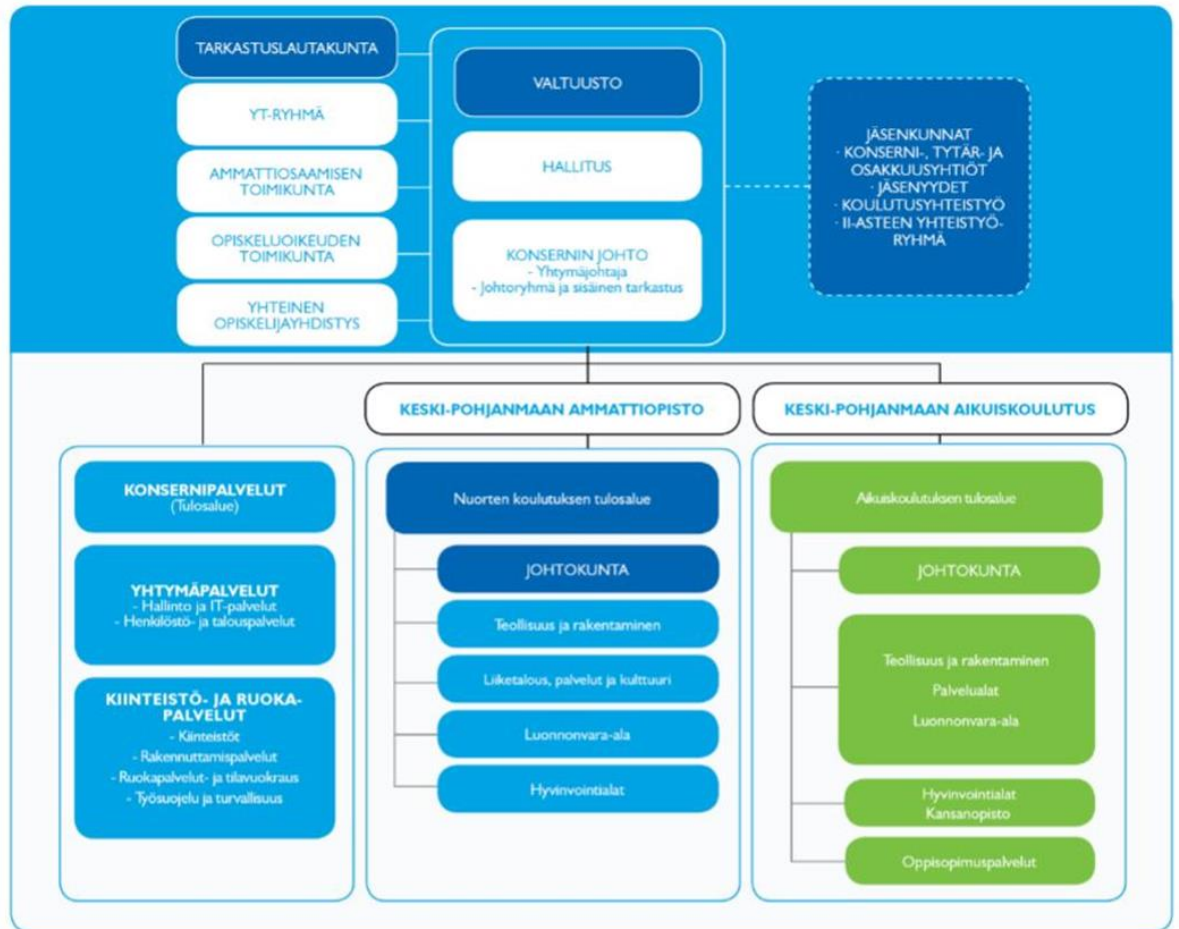 TARKASTUSLAUTAKUNTA
YT-RYHMÄ
AMMATTIOSAAMISEN
TOIMIKUNTA
OPISKELUOIKEUDEN
TOIMIKUNTA
YHTEINEN
OPISKELIJAYHDISTYS
VALTUUSTO
HALLITUS
KONSERNIN JOHTO
- Yhtymäjohtaja
- Johtoryhmä ja sisäinen tarkastus
JÄSENKUNNAT
· KONSERNI-, TYTÄR- JA
OSAKKUUSYHTIÖT
· JÄSENYYDET
· KOULUTUSYHTEISTYÖ
· II-ASTEEN YHTEISTYÖ-
RYHMÄ
KONSERNIPALVELUT
(Tulosalue)
YHTYMÄPALVELUT
- Hallinto ja IT-palvelut
- Henkilöstö- ja talouspalvelut
KIINTEISTÖ- JA RUOKA-
PALVELUT
- Kiinteistöt
- Rakennuttamispalvelut
- Ruokapalvelut- ja tilavuokraus
- Työsuojelu ja turvallisuus
KESKI-POHJANMAAN AMMATTIOPISTO
Nuorten koulutuksen tulosalue
JOHTOKUNTA
Teollisuus ja rakentaminen
Liiketalous, palvelut ja kulttuuri
Luonnonvara-ala
Hyvinvointialat
KESKI-POHJANMAAN AIKUISKOULUTUS
Aikuiskoulutuksen tulosalue
JOHTOKUNTA
Teollisuus ja rakentaminen
Palvelualat
Luonnonvara-ala
Hyvinvointialat
Kansanopisto
Oppisopimuspalvelut